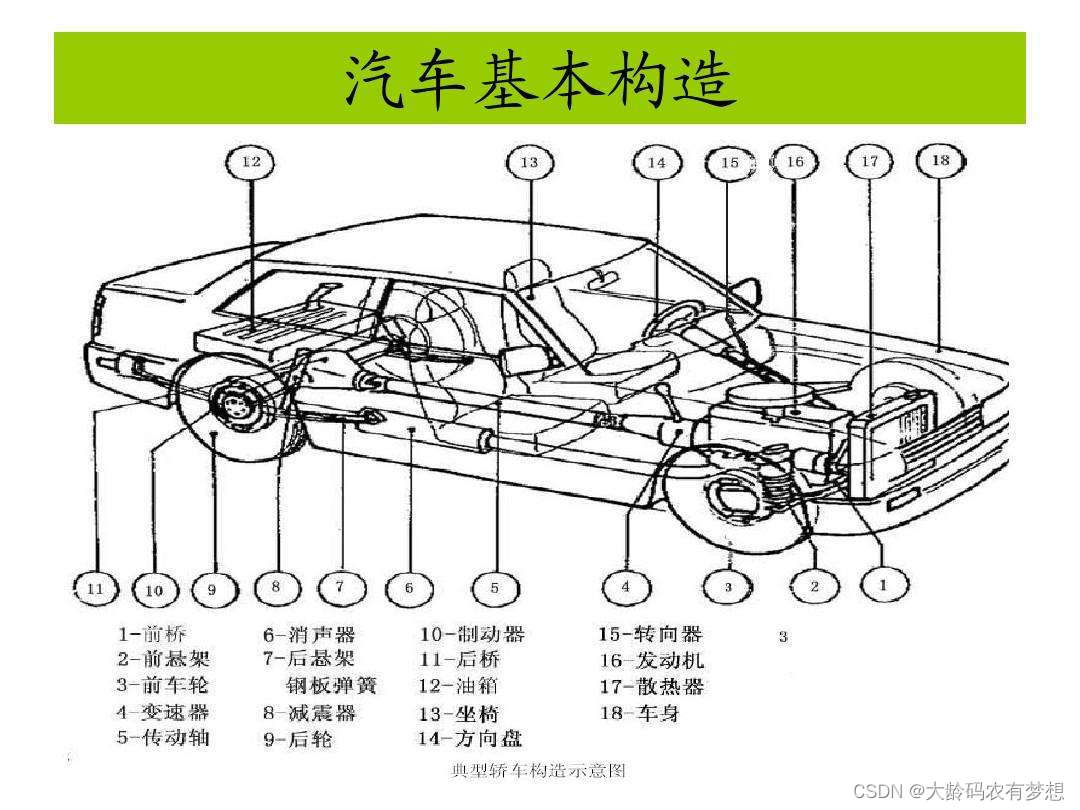 汽车基本构造
12 13 14 15 16 17 18
11 10 9 8 7 6 5 4 3 2 1
1-前桥
2-前悬架
3-前车轮
4-变速器
5-传动轴
6-消声器
7-后悬架
钢板弹簧
8-减震器
9-后轮
10-制动器
11-后桥
12-油箱
13-坐椅
14-方向盘
15-转向器
16-发动机
17-散热器
18-车身
3
典型轿车构造示意图
CSDN @大龄码农有梦想